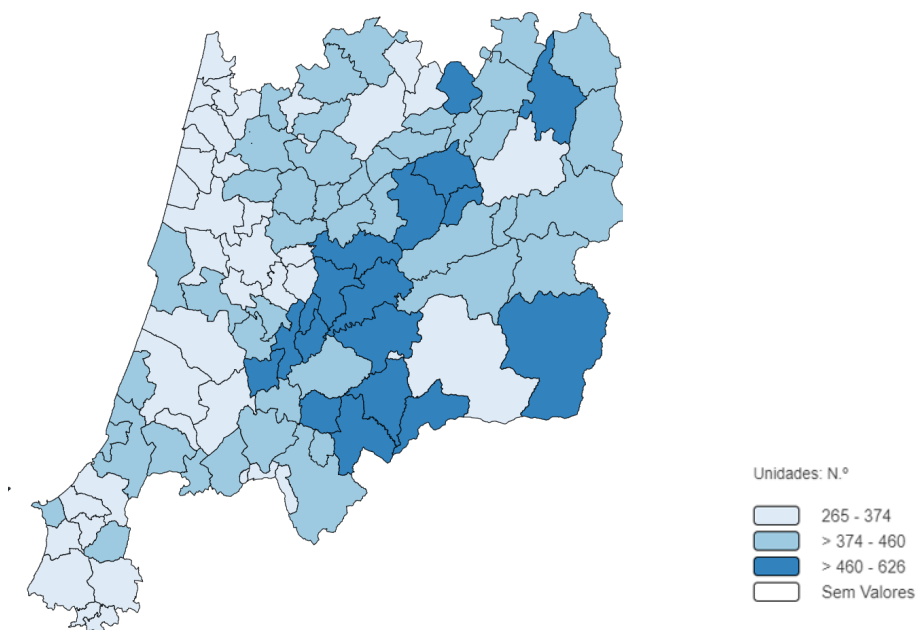 Unidades: N.º
265 - 374
> 374 - 460
> 460 - 626
Sem Valores